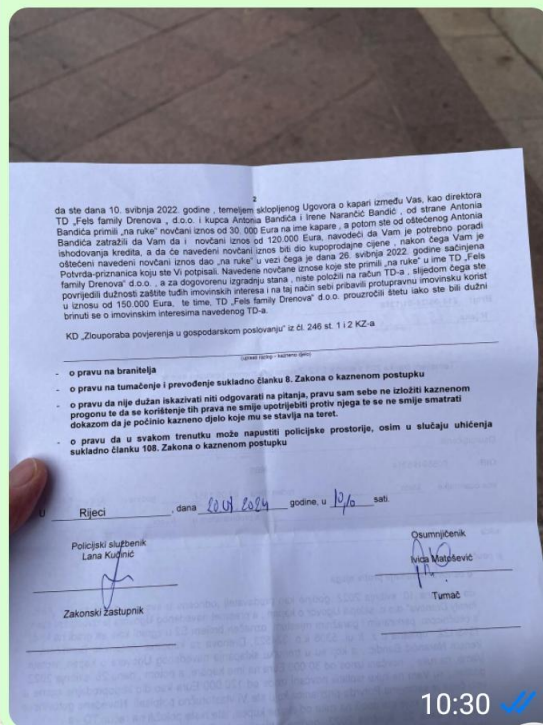 2
da ste dana 10. svibnja 2022. godine , temeljem sklopljenog Ugovora o kapari između Vas, kao direktora
TD „Fels family Drenova „ d.o.o. i kupca Antonia Bandića i Irene Narančić Bandić , od strane Antonia
Bandića primili „na ruke“ novčani iznos od 30. 000 Eura na ime kapare , a potom ste od oštećenog Antonia
Bandića zatražili da Vam da i novčani iznos od 120.000 Eura, navodeći da Vam je potrebno poradi
ishodovanja kredita, a da će navedeni novčani iznos biti dio kupoprodajne cijene , nakon čega Vam je
oštećeni navedeni novčani iznos dao „na ruke“ u vezi čega je dana 26. svibnja 2022. godine sačinjena
Potvrda-priznanica koju ste Vi potpisali. Navedene novčane iznose koje ste primili „na ruke“ u ime TD „Fels
family Drenova“ d.o.o. , a za dogovorenu izgradnju stana , niste položili na račun TD-a , slijedom čega ste
povrijedili dužnosti zaštite tuđih imovinskih interesa i na taj način sebi pribavili protupravnu imovinsku korist
u iznosu od 150.000 Eura, te time, TD „Fels family Drenova“ d.o.o. prouzročili štetu iako ste bili dužni
brinuti se o imovinskim interesima navedenog TD-a.
KD „Zlouporaba povjerenja u gospodarskom poslovanju“ iz čl. 246 st. 1 i 2 KZ-a
- o pravu na branitelja
- o pravu na tumačenje i prevođenje sukladno članku 8. Zakona o kaznenom postupku
- o pravu da nije dužan iskazivati niti odgovarati na pitanja, pravu sam sebe ne izložiti kaznenom
progonu te da se korištenje tih prava ne smije upotrijebiti protiv njega te se ne smije smatrati
dokazom da je počinio kazneno djelo koje mu se stavlja na teret.
- o pravu da u svakom trenutku može napustiti policijske prostorije, osim u slučaju uhićenja
sukladno članku 108. Zakona o kaznenom postupku
U Rijeci , dana 2024 godine, u sati.
Policijski službenik
Lana Kudinić
Osumnjičenik
Ivica Matošević
Zakonski zastupnik
Tumač
10:30